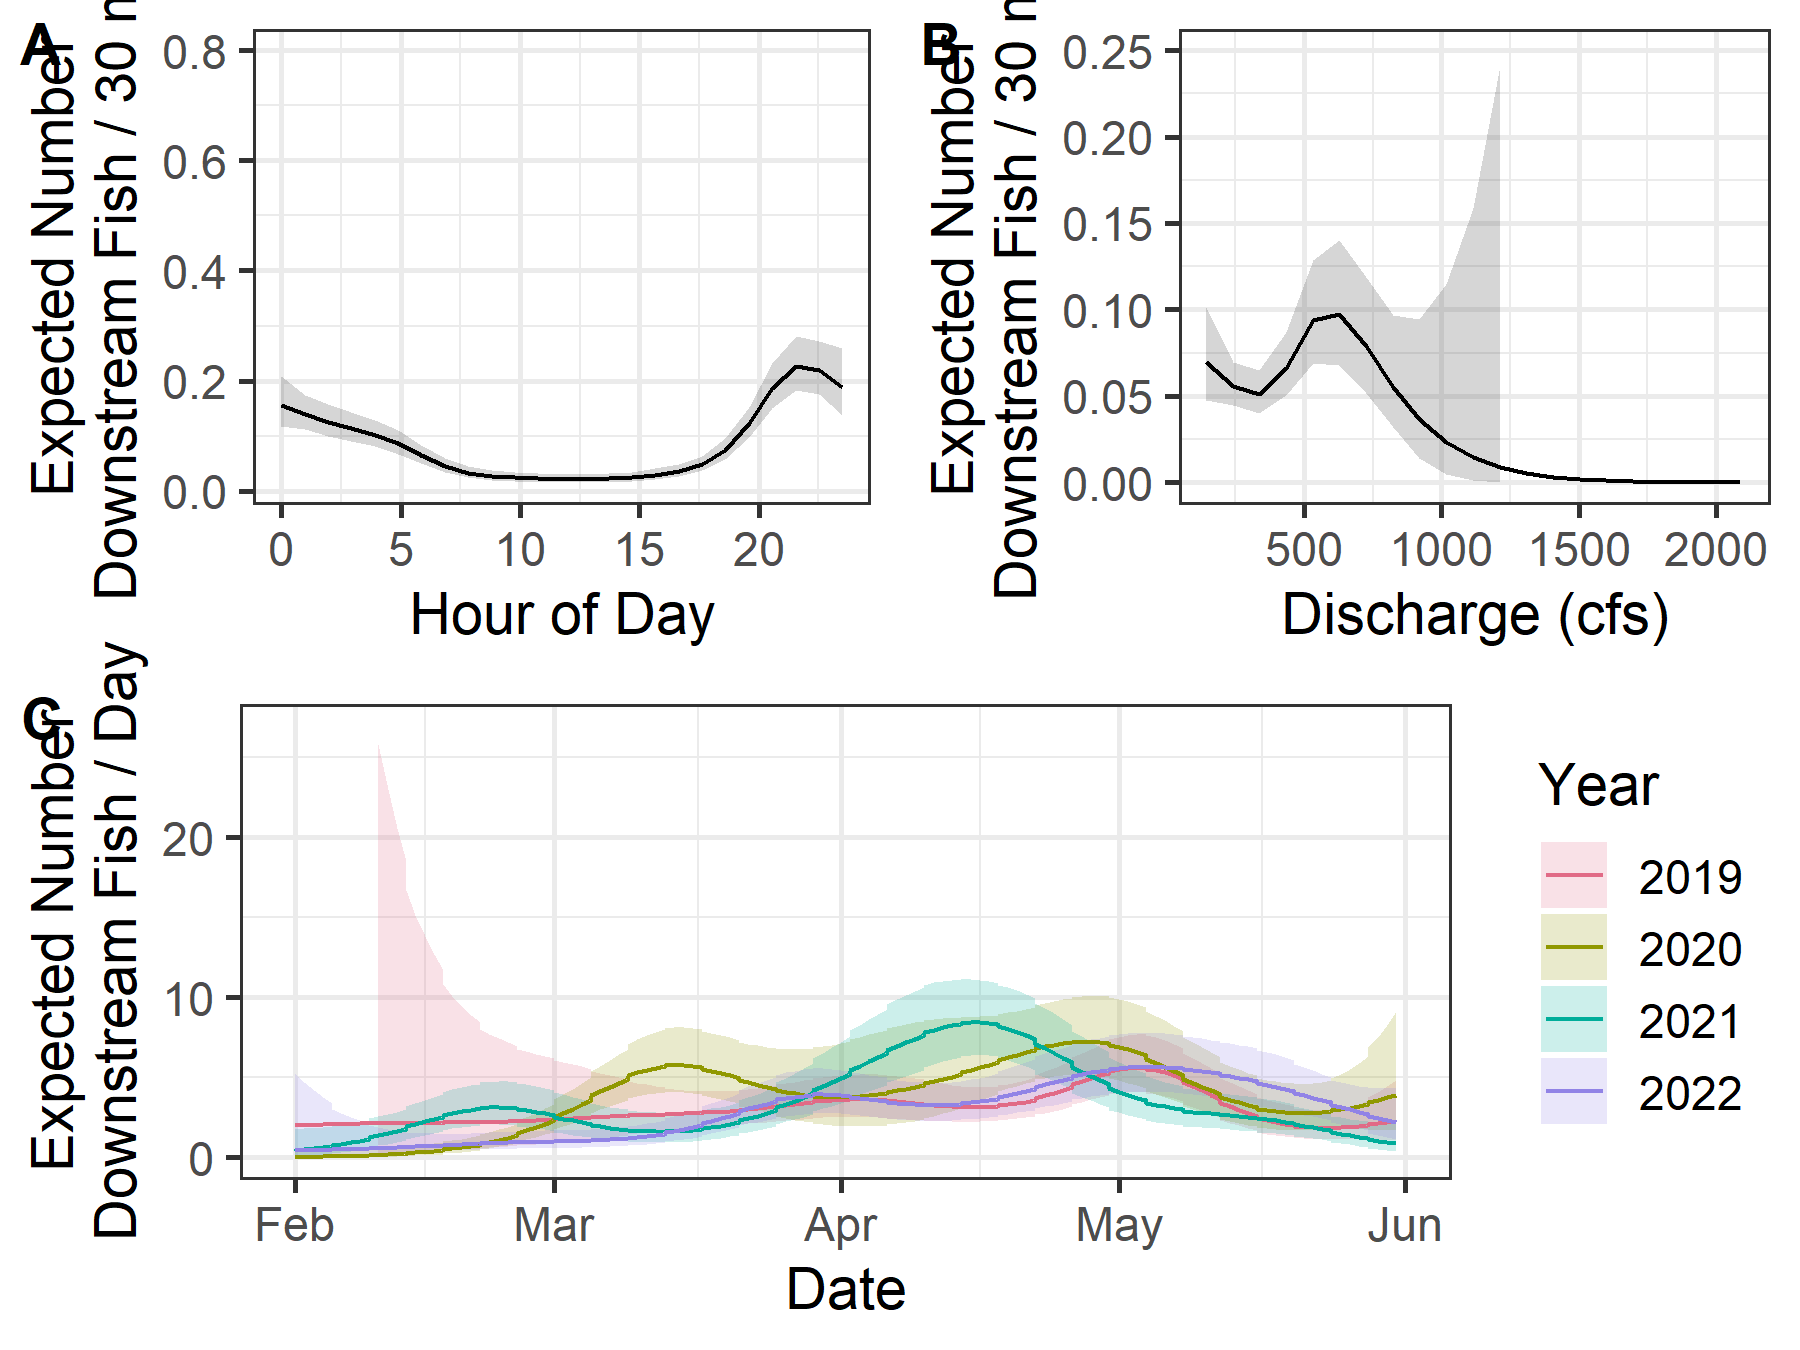 A
Expected Number
Downstream Fish / 30
0.8
0.6
0.4
0.2
0.0
0 5 10 15 20
Hour of Day
B
Expected Number
Downstream Fish / 30
0.25
0.20
0.15
0.10
0.05
0.00
500 1000 1500 2000
Discharge (cfs)
C
Expected Number
Downstream Fish / Day
20
10
0
Feb Mar Apr May Jun
Date
Year
2019
2020
2021
2022